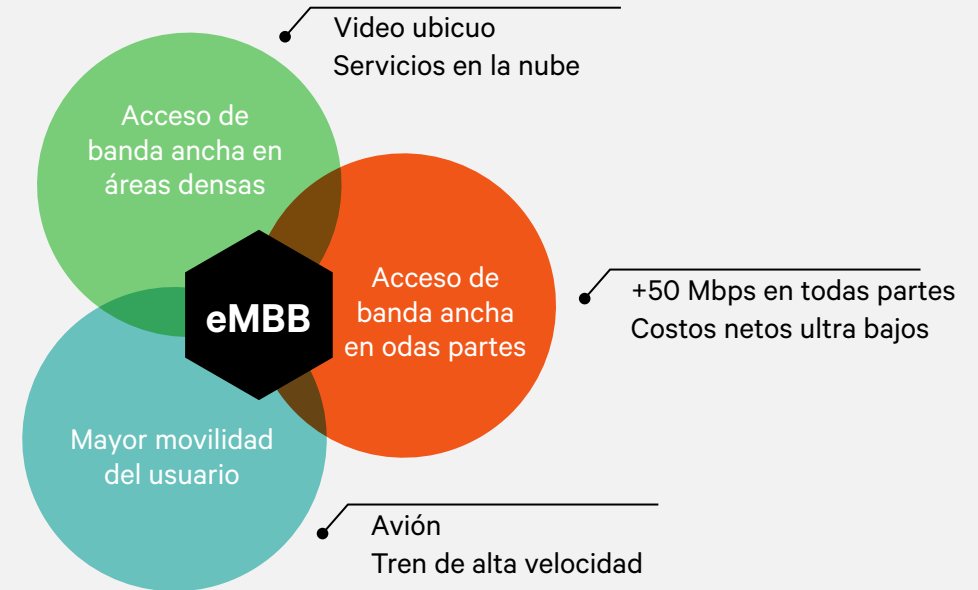 Video ubicuo
Servicios en la nube
Acceso de
banda ancha en
áreas densas
eMBB
Acceso de
banda ancha
en odas partes
+50 Mbps en todas partes
Costos netos ultra bajos
Mayor movilidad
del usuario
Avión
Tren de alta velocidad